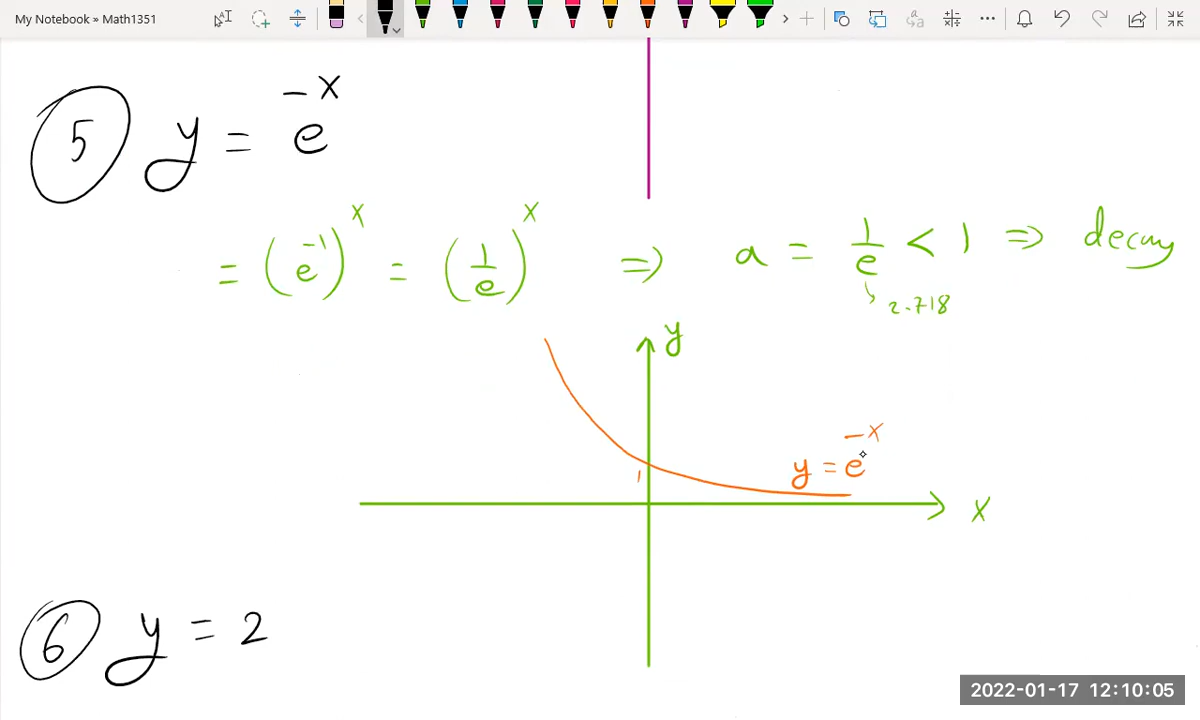 My Notebook » Math1351
⑤ y = e^{-x}
= (e^{-1})^x = (1/e)^x ⇒ a = 1/e < 1 ⇒ decay
2.718
y
y = e^{-x}
1
x
⑥ y = 2
2022-01-17 12:10:05